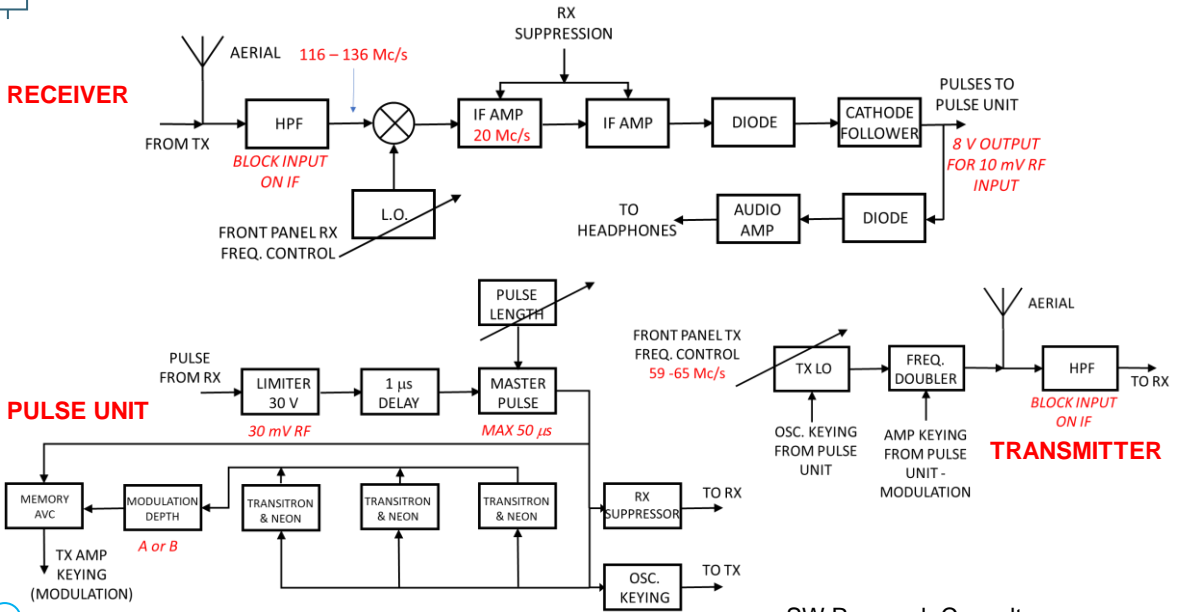 RX
SUPPRESSION
AERIAL
116 – 136 Mc/s
RECEIVER
FROM TX
HPF
BLOCK INPUT
ON IF
IF AMP
20 Mc/s
IF AMP
DIODE
CATHODE
FOLLOWER
PULSES TO
PULSE UNIT
8 V OUTPUT
FOR 10 mV RF
INPUT
L.O.
FRONT PANEL RX
FREQ. CONTROL
TO
HEADPHONES
AUDIO
AMP
DIODE
PULSE
LENGTH
PULSE
FROM RX
LIMITER
30 V
30 mV RF
1 µs
DELAY
MASTER
PULSE
MAX 50 µs
PULSE UNIT
MEMORY
AVC
MODULATION
DEPTH
A or B
TRANSITRON
& NEON
TRANSITRON
& NEON
TRANSITRON
& NEON
RX
SUPPRESSOR
TO RX
OSC.
KEYING
TO TX
TX AMP
KEYING
(MODULATION)
AERIAL
FRONT PANEL TX
FREQ. CONTROL
59 -65 Mc/s
TX LO
FREQ.
DOUBLER
HPF
TO RX
BLOCK INPUT
ON IF
OSC. KEYING
FROM PULSE
UNIT
AMP KEYING
FROM PULSE
UNIT -
MODULATION
TRANSMITTER